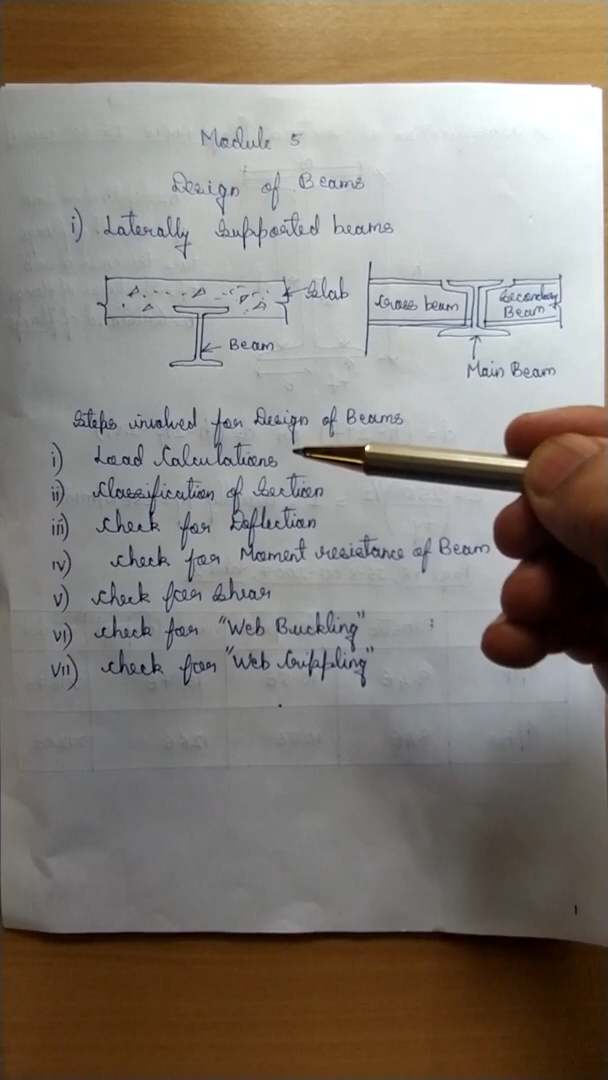 Module 5
Design of Beams
i) Laterally Supported beams
Slab
Beam
Cross beam
Secondary
Beam
Main Beam
Steps involved for Design of Beams
i) Load Calculations
ii) Classification of Section
iii) check for Deflection
iv) check for Moment resistance of Beam
v) check for Shear
vi) check for "Web Buckling"
vii) check for "Web Crippling"
1